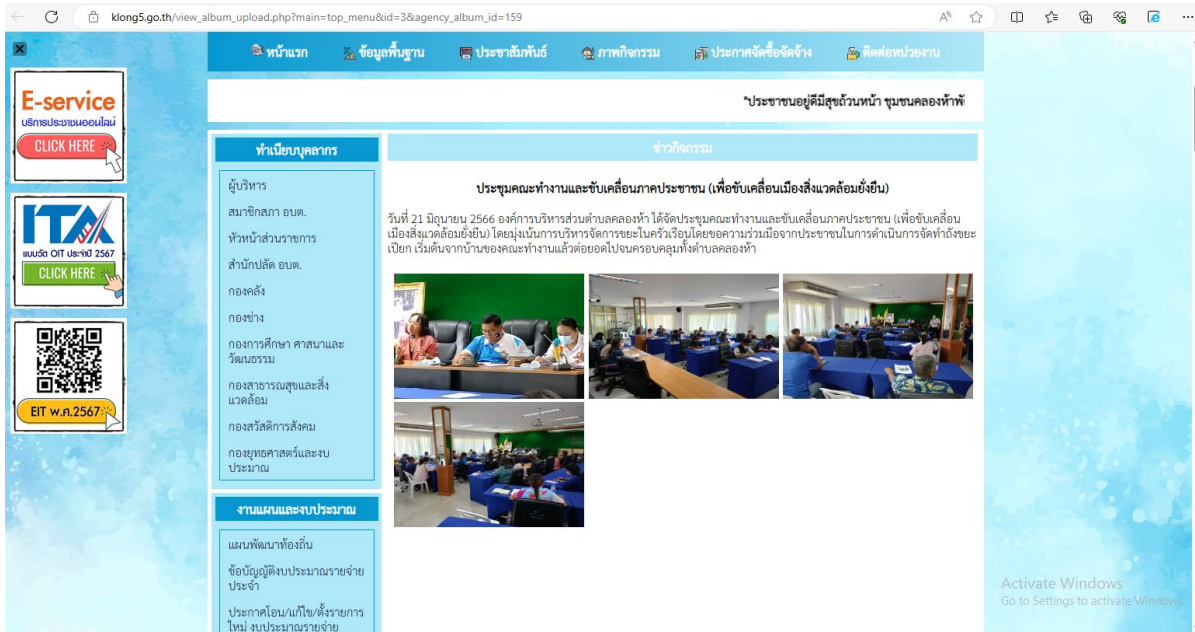 klong5.go.th/view_album_upload.php?main=top_menu&id=3&agency_album_id=159
หน้าแรก ข้อมูลพื้นฐาน ประชาสัมพันธ์ ภาพกิจกรรม ประกาศจัดซื้อจัดจ้าง ติดต่อหน่วยงาน
"ประชาชนอยู่ดีมีสุขถ้วนหน้า ชุมชนคลองห้าพั
E-service
บริการประชาชนออนไลน์
CLICK HERE
ITA
แบบวัด OIT ประจำปี 2567
CLICK HERE
EIT พ.ศ.2567
ทำเนียบบุคลากร
ผู้บริหาร
สมาชิกสภา อบต.
หัวหน้าส่วนราชการ
สำนักปลัด อบต.
กองคลัง
กองช่าง
กองการศึกษา ศาสนาและ
วัฒนธรรม
กองสาธารณสุขและสิ่ง
แวดล้อม
กองสวัสดิการสังคม
กองยุทธศาสตร์และงบ
ประมาณ
งานแผนและงบประมาณ
แผนพัฒนาท้องถิ่น
ข้อบัญญัติงบประมาณรายจ่าย
ประจำ
ประกาศโอน/แก้ไข/ตั้งรายการ
ใหม่ งบประมาณรายจ่าย
ข่าวกิจกรรม
ประชุมคณะทำงานและขับเคลื่อนภาคประชาชน (เพื่อขับเคลื่อนเมืองสิ่งแวดล้อมยั่งยืน)
วันที่ 21 มิถุนายน 2566 องค์การบริหารส่วนตำบลคลองห้า ได้จัดประชุมคณะทำงานและขับเคลื่อนภาคประชาชน (เพื่อขับเคลื่อน
เมืองสิ่งแวดล้อมยั่งยืน) โดยมุ่งเน้นการบริหารจัดการขยะในครัวเรือนโดยขอความร่วมมือจากประชาชนในการดำเนินการจัดทำถังขยะ
เปียก เริ่มต้นจากบ้านของคณะทำงานแล้วต่อยอดไปจนครอบคลุมทั้งตำบลคลองห้า
Activate Windows
Go to Settings to activate Windows.